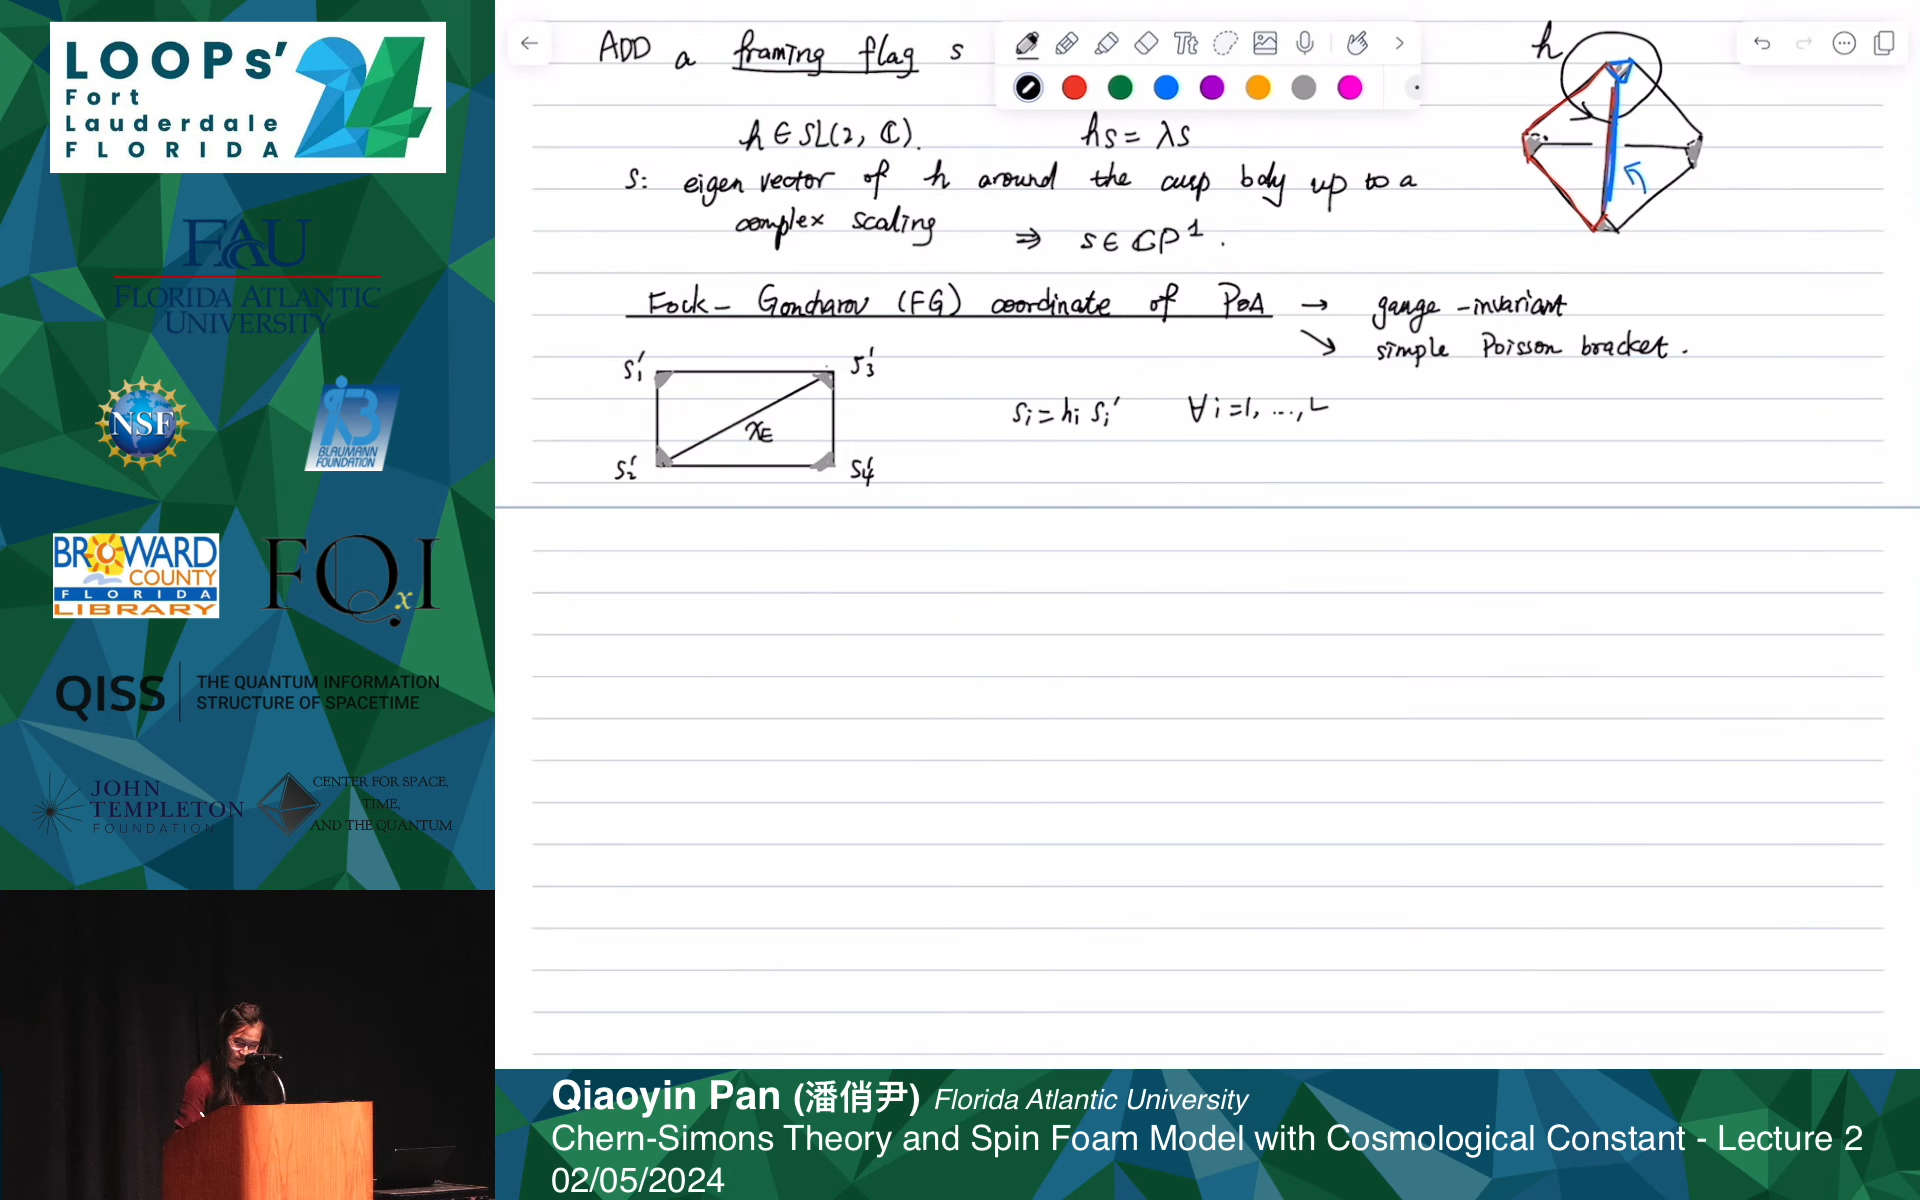 LOOPs'24
Fort
Lauderdale
FLORIDA
FAU
FLORIDA ATLANTIC
UNIVERSITY
NSF
B
BLAUMANN
FOUNDATION
BROWARD
COUNTY
FLORIDA
LIBRARY
FQxI
QISS
THE QUANTUM INFORMATION
STRUCTURE OF SPACETIME
JOHN
TEMPLETON
FOUNDATION
CENTER FOR SPACE,
TIME,
AND THE QUANTUM
ADD a framing flag s
Tt
h
h ∈ SL(2, ℂ). hs = λs
s: eigen vector of h around the cusp body up to a
complex scaling ⇒ s ∈ ℂP¹.
Fock - Goncharov (FG) coordinate of P∂Δ → gauge-invariant
↘ simple Poisson bracket.
s₁' s₃'
sᵢ = hᵢ sᵢ' ∀ i = 1, ..., 4
χE
s₂' s₄'
Qiaoyin Pan (潘俏尹) Florida Atlantic University
Chern-Simons Theory and Spin Foam Model with Cosmological Constant - Lecture 2
02/05/2024